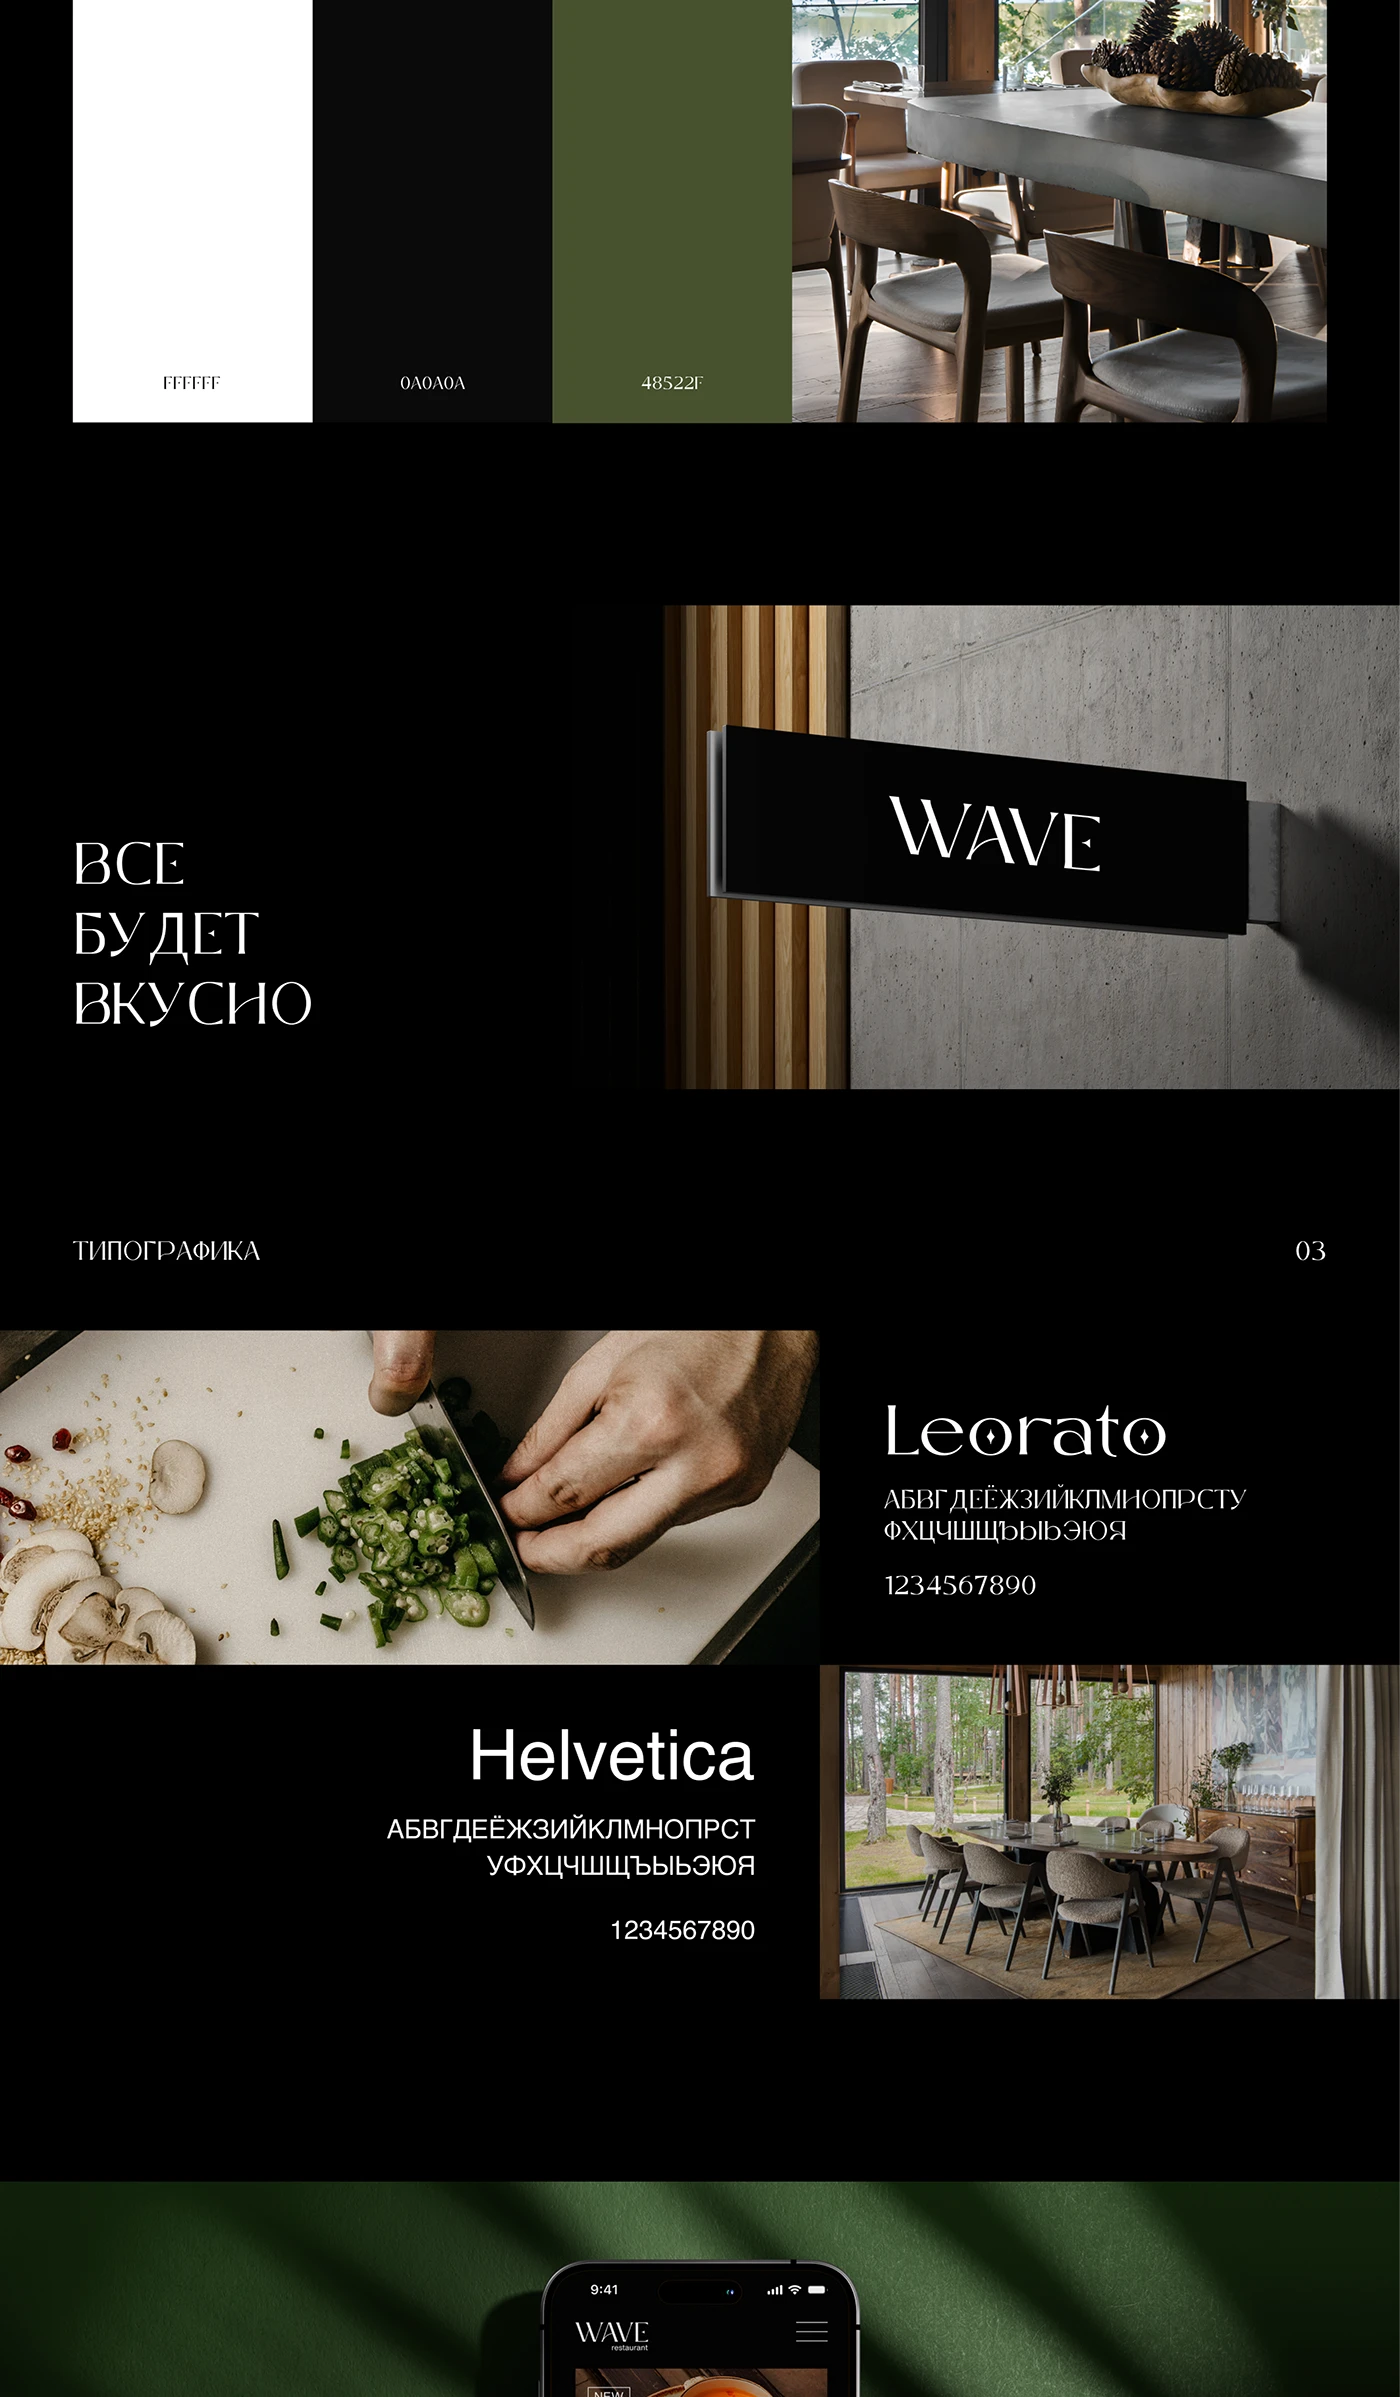 FFFFFF
0A0A0A
48522F
WAVE
ВСЕ
БУДЕТ
ВКУСНО
ТИПОГРАФИКА
03
Leorato
АБВГДЕЁЖЗИЙКЛМНОПРСТУ
ФХЦЧШЩЪЫЬЭЮЯ
1234567890
Helvetica
АБВГДЕЁЖЗИЙКЛМНОПРСТ
УФХЦЧШЩЪЫЬЭЮЯ
1234567890
9:41
WAVE
restaurant
NEW